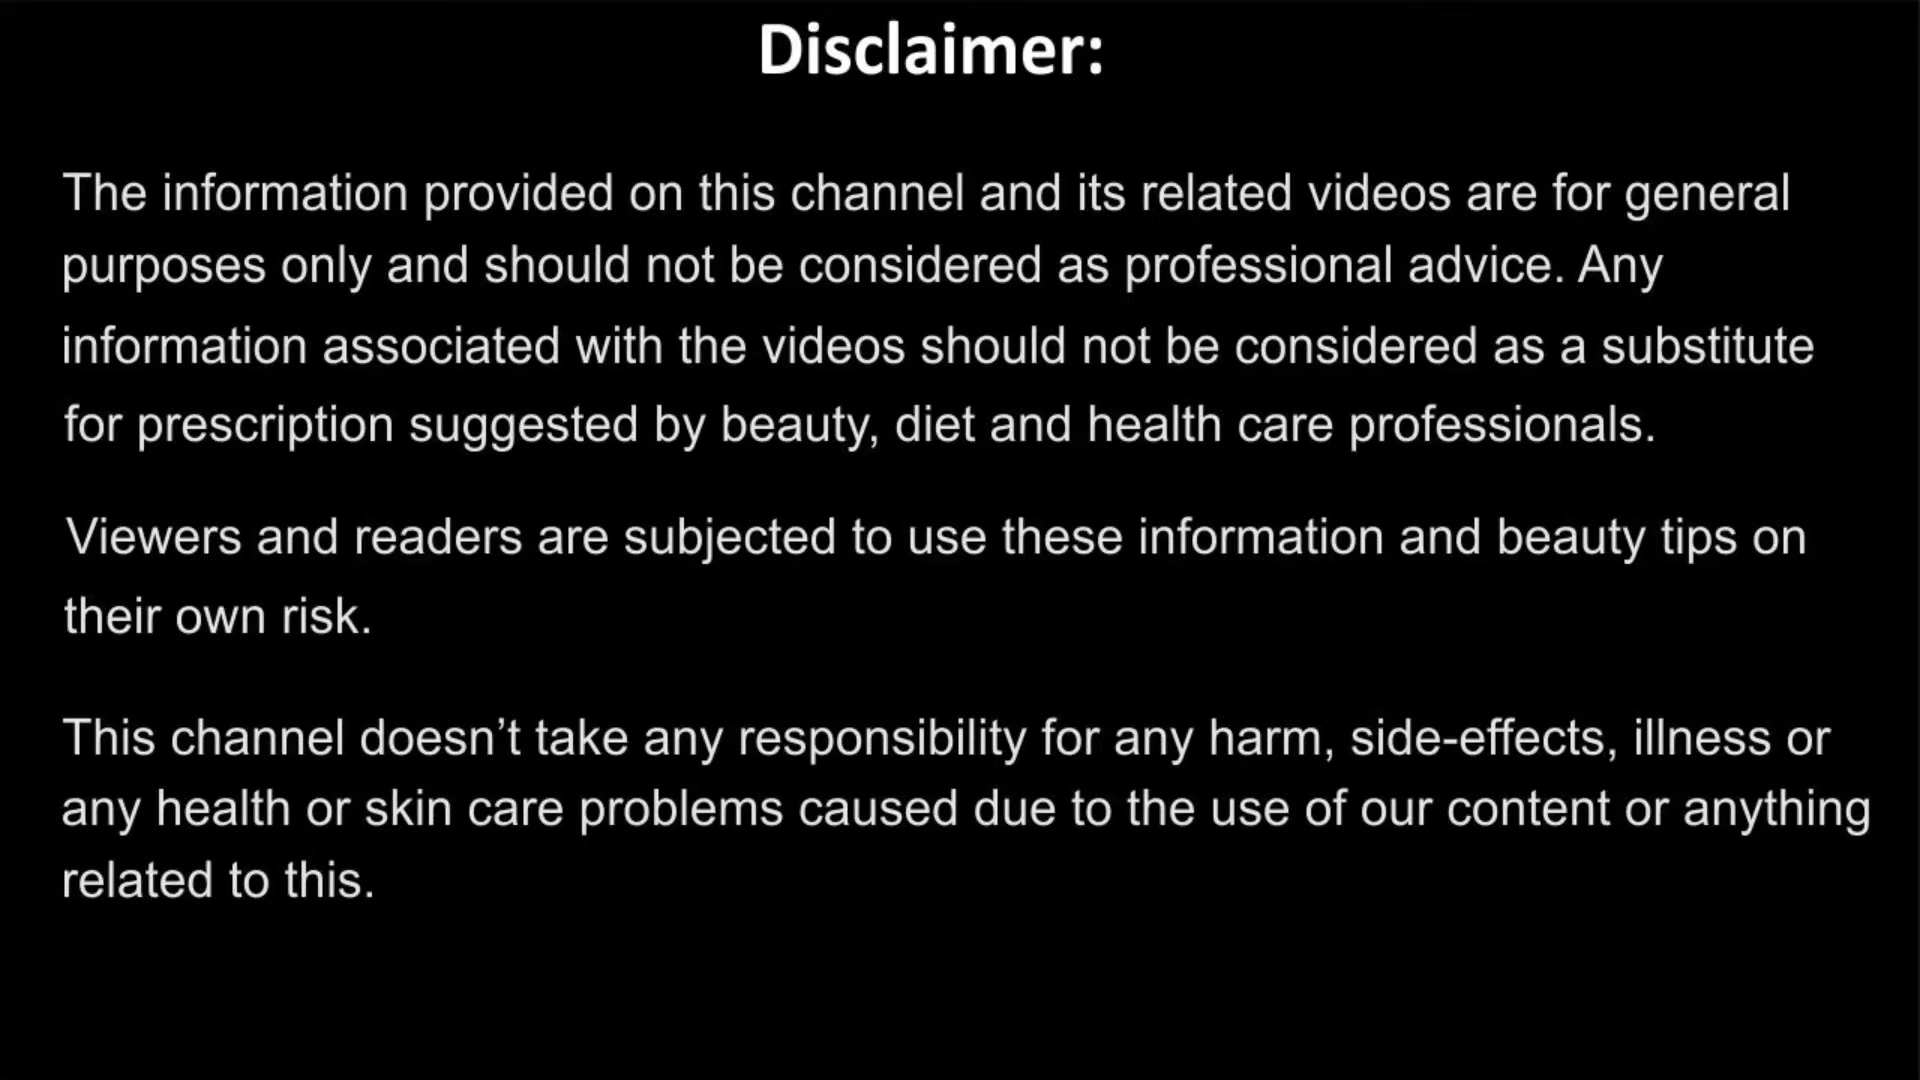 Disclaimer:
The information provided on this channel and its related videos are for general
purposes only and should not be considered as professional advice. Any
information associated with the videos should not be considered as a substitute
for prescription suggested by beauty, diet and health care professionals.
Viewers and readers are subjected to use these information and beauty tips on
their own risk.
This channel doesn’t take any responsibility for any harm, side-effects, illness or
any health or skin care problems caused due to the use of our content or anything
related to this.